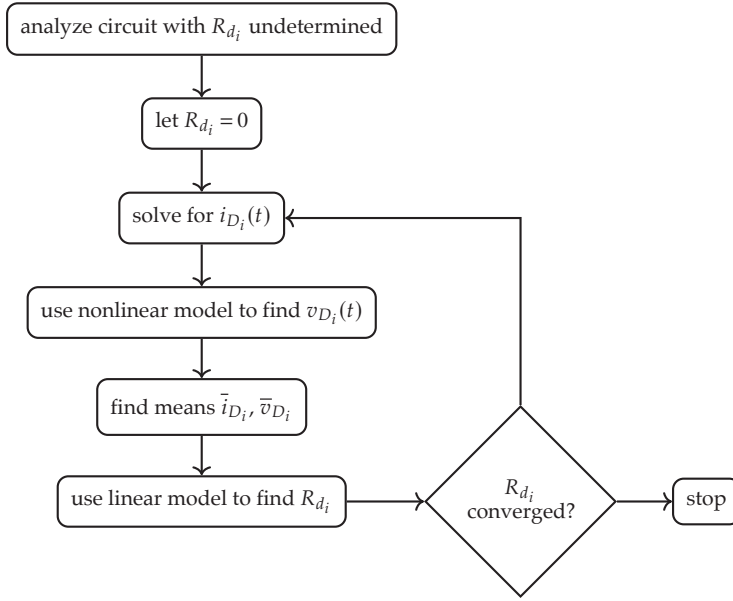 analyze circuit with R_{d_i} undetermined
let R_{d_i} = 0
solve for i_{D_i}(t)
use nonlinear model to find v_{D_i}(t)
find means i̅_{D_i}, v̅_{D_i}
use linear model to find R_{d_i}
R_{d_i}
converged?
stop